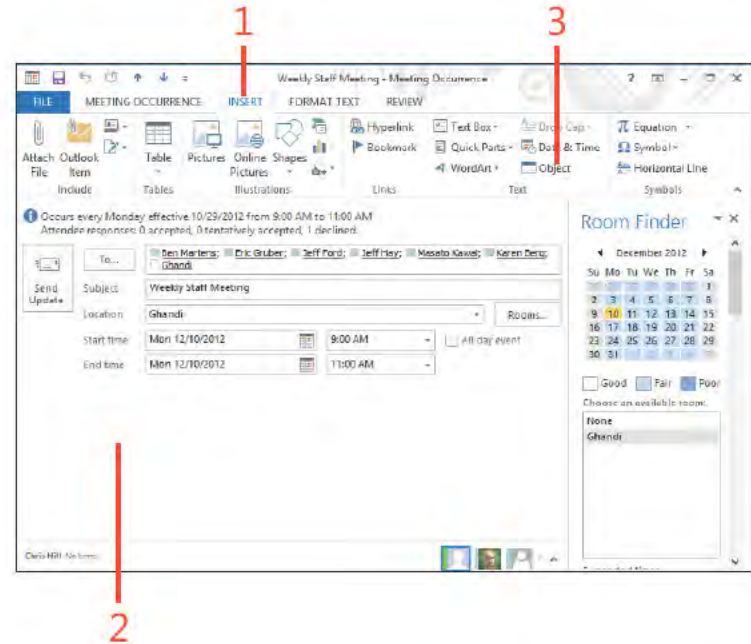 1
3
Weekly Staff Meeting - Meeting Occurrence
FILE MEETING OCCURRENCE INSERT FORMAT TEXT REVIEW
Attach File
Outlook Item
Table
Pictures
Online Pictures
Shapes
Hyperlink
Bookmark
Text Box
Quick Parts
WordArt
Drop Cap
Date & Time
Object
Equation
Symbol
Horizontal Line
Include Tables Illustrations Links Text Symbols
Occurs every Monday effective 10/29/2012 from 9:00 AM to 11:00 AM
Attendee responses: 0 accepted, 0 tentatively accepted, 1 declined.
Send Update
To...
Ben Martens; Eric Gruber; Jeff Ford; Jeff Hay; Masato Kawai; Karen Berg;
Ghandi
Subject Weekly Staff Meeting
Location Ghandi Rooms...
Start time Mon 12/10/2012 9:00 AM All day event
End time Mon 12/10/2012 11:00 AM
Room Finder
December 2012
Su Mo Tu We Th Fr Sa
1
2 3 4 5 6 7 8
9 10 11 12 13 14 15
16 17 18 19 20 21 22
23 24 25 26 27 28 29
30 31
Good Fair Poor
Choose an available room:
None
Ghandi
Chris Hill
2